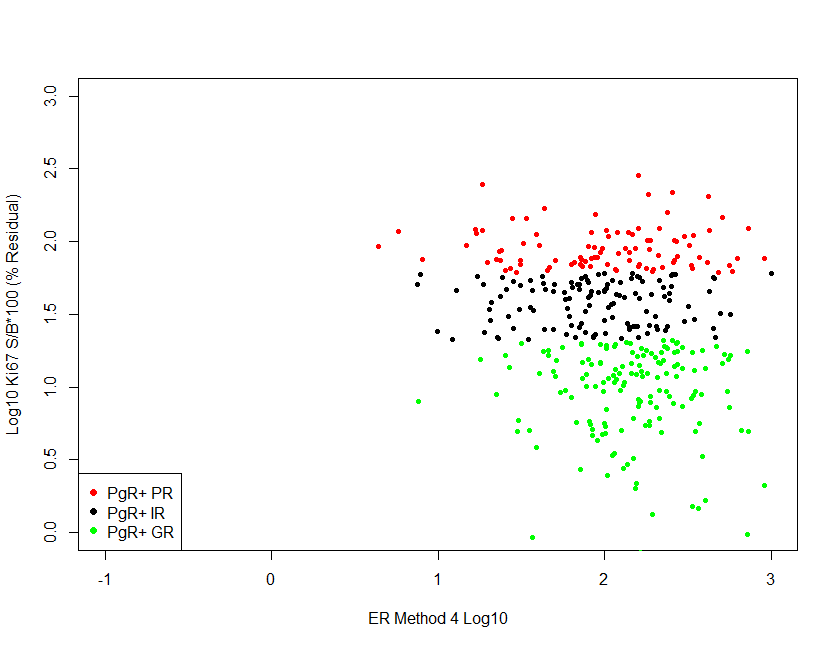 3.0
2.5
2.0
1.5
1.0
0.5
0.0
Log10 Ki67 S/B*100 (% Residual)
PgR+ PR
PgR+ IR
PgR+ GR
-1 0 1 2 3
ER Method 4 Log10